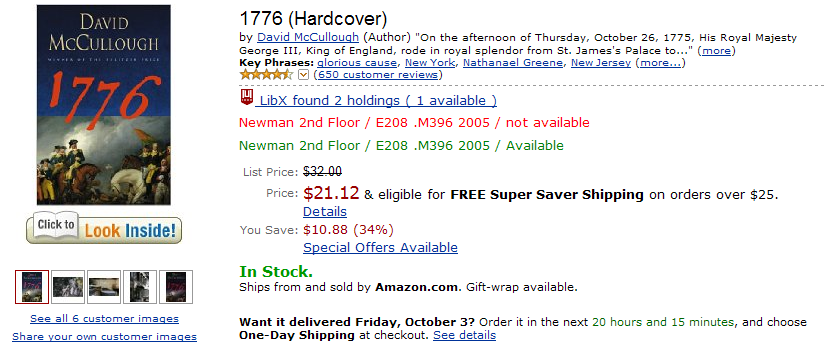 DAVID
McCULLOUGH
WINNER OF THE PULITZER PRIZE
1776
Click to
Look Inside!
See all 6 customer images
Share your own customer images
1776 (Hardcover)
by David McCullough (Author) "On the afternoon of Thursday, October 26, 1775, His Royal Majesty
George III, King of England, rode in royal splendor from St. James's Palace to..." (more)
Key Phrases: glorious cause, New York, Nathanael Greene, New Jersey (more...)
(650 customer reviews)
LibX found 2 holdings ( 1 available )
Newman 2nd Floor / E208 .M396 2005 / not available
Newman 2nd Floor / E208 .M396 2005 / Available
List Price: $32.00
Price: $21.12 & eligible for FREE Super Saver Shipping on orders over $25.
Details
You Save: $10.88 (34%)
Special Offers Available
In Stock.
Ships from and sold by Amazon.com. Gift-wrap available.
Want it delivered Friday, October 3? Order it in the next 20 hours and 15 minutes, and choose
One-Day Shipping at checkout. See details